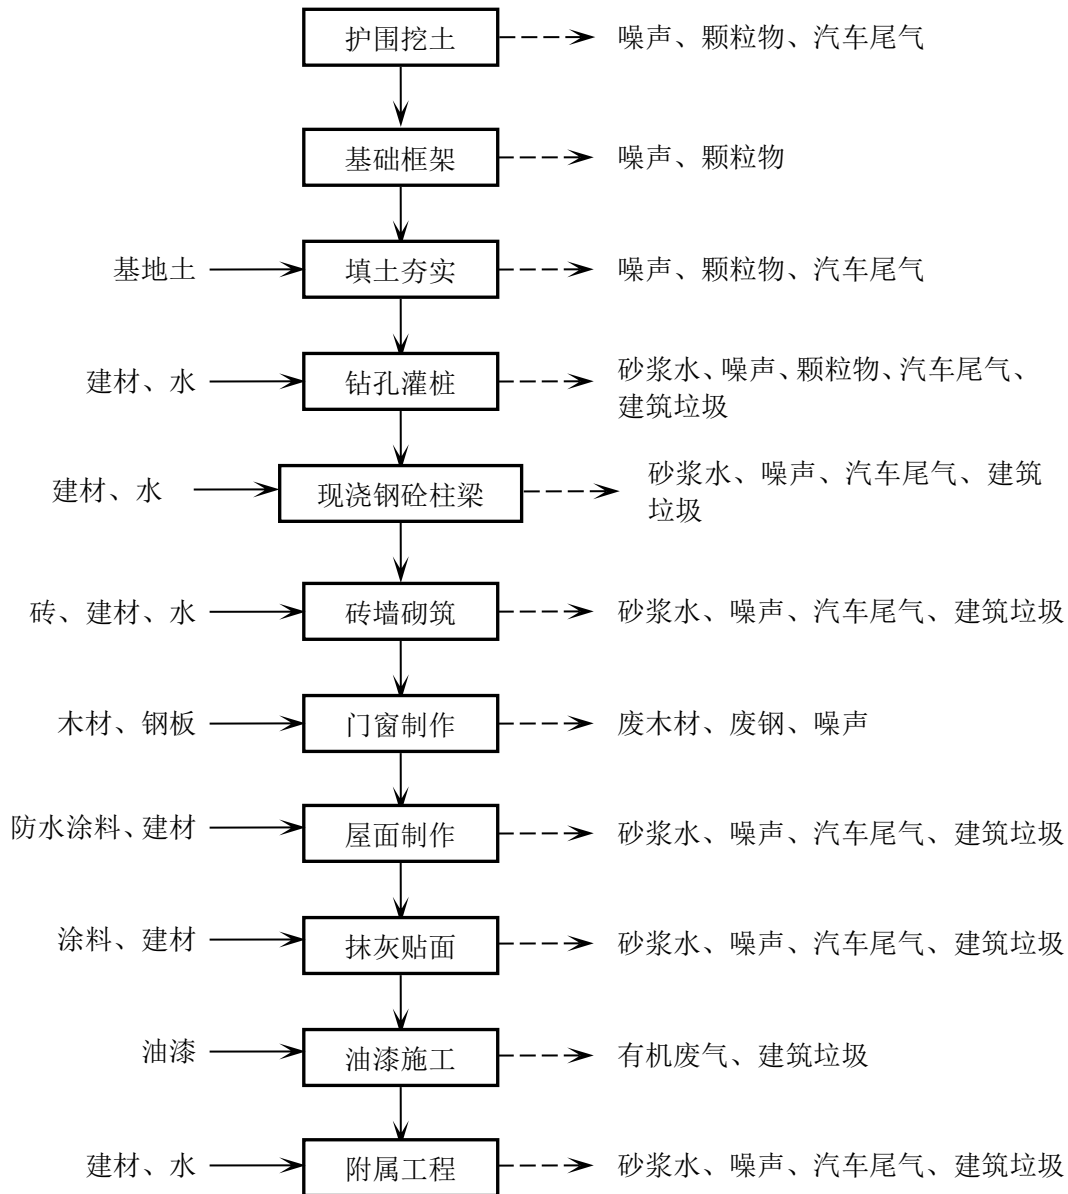 护围挖土
噪声、颗粒物、汽车尾气
基础框架
噪声、颗粒物
基地土
填土夯实
噪声、颗粒物、汽车尾气
建材、水
钻孔灌桩
砂浆水、噪声、颗粒物、汽车尾气、
建筑垃圾
建材、水
现浇钢砼柱梁
砂浆水、噪声、汽车尾气、建筑
垃圾
砖、建材、水
砖墙砌筑
砂浆水、噪声、汽车尾气、建筑垃圾
木材、钢板
门窗制作
废木材、废钢、噪声
防水涂料、建材
屋面制作
砂浆水、噪声、汽车尾气、建筑垃圾
涂料、建材
抹灰贴面
砂浆水、噪声、汽车尾气、建筑垃圾
油漆
油漆施工
有机废气、建筑垃圾
建材、水
附属工程
砂浆水、噪声、汽车尾气、建筑垃圾